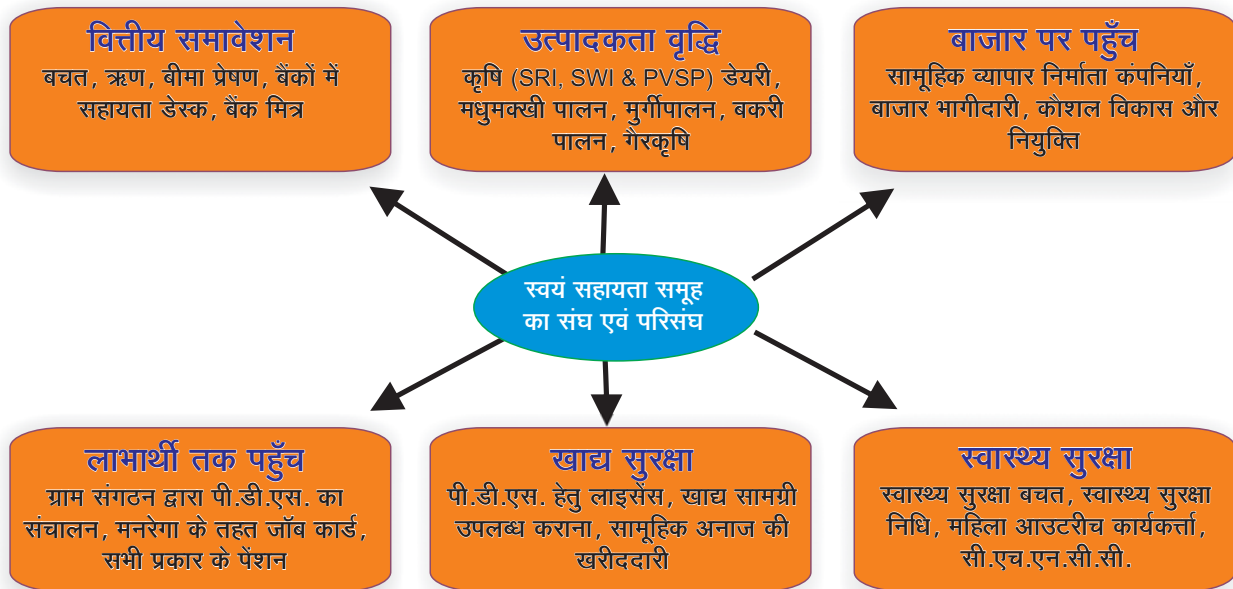 वित्तीय समावेशन
बचत, ऋण, बीमा प्रेषण, बैंकों में
सहायता डेस्क, बैंक मित्र
उत्पादकता वृद्धि
कृषि (SRI, SWI & PVSP) डेयरी,
मधुमक्खी पालन, मुर्गीपालन, बकरी
पालन, गैरकृषि
बाजार पर पहुँच
सामूहिक व्यापार निर्माता कंपनियाँ,
बाजार भागीदारी, कौशल विकास और
नियुक्ति
स्वयं सहायता समूह
का संघ एवं परिसंघ
लाभार्थी तक पहुँच
ग्राम संगठन द्वारा पी.डी.एस. का
संचालन, मनरेगा के तहत जॉब कार्ड,
सभी प्रकार के पेंशन
खाद्य सुरक्षा
पी.डी.एस. हेतु लाइसेंस, खाद्य सामग्री
उपलब्ध कराना, सामूहिक अनाज की
खरीददारी
स्वास्थ्य सुरक्षा
स्वास्थ्य सुरक्षा बचत, स्वास्थ्य सुरक्षा
निधि, महिला आउटरीच कार्यकर्त्ता,
सी.एच.एन.सी.सी.